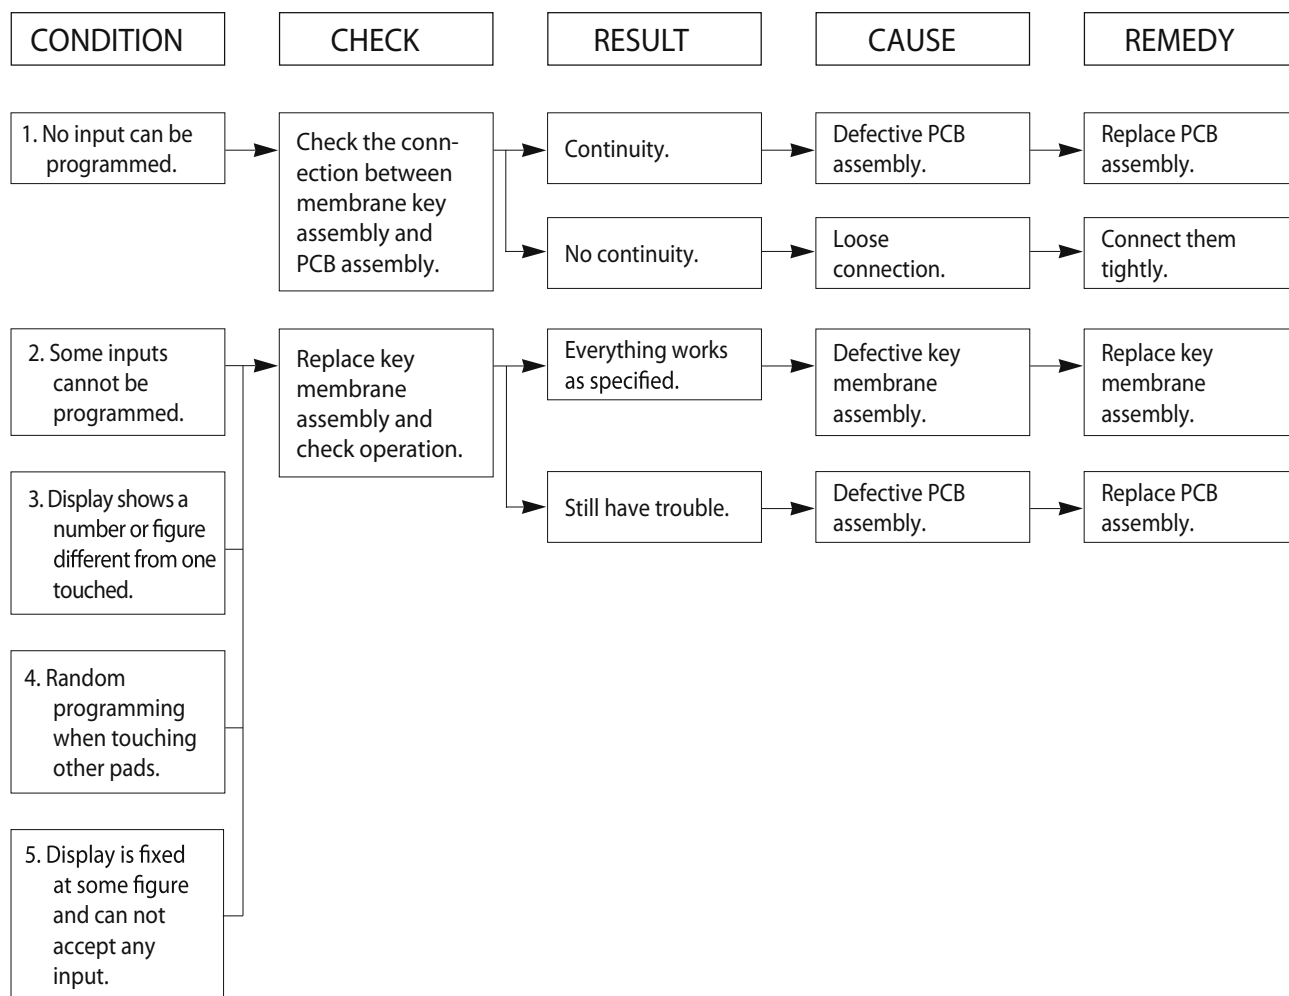 CONDITION
CHECK
RESULT
CAUSE
REMEDY
1. No input can be
programmed.
Check the conn-
ection between
membrane key
assembly and
PCB assembly.
Continuity.
Defective PCB
assembly.
Replace PCB
assembly.
No continuity.
Loose
connection.
Connect them
tightly.
2. Some inputs
cannot be
programmed.
Replace key
membrane
assembly and
check operation.
Everything works
as specified.
Defective key
membrane
assembly.
Replace key
membrane
assembly.
3. Display shows a
number or figure
different from one
touched.
Still have trouble.
Defective PCB
assembly.
Replace PCB
assembly.
4. Random
programming
when touching
other pads.
5. Display is fixed
at some figure
and can not
accept any
input.